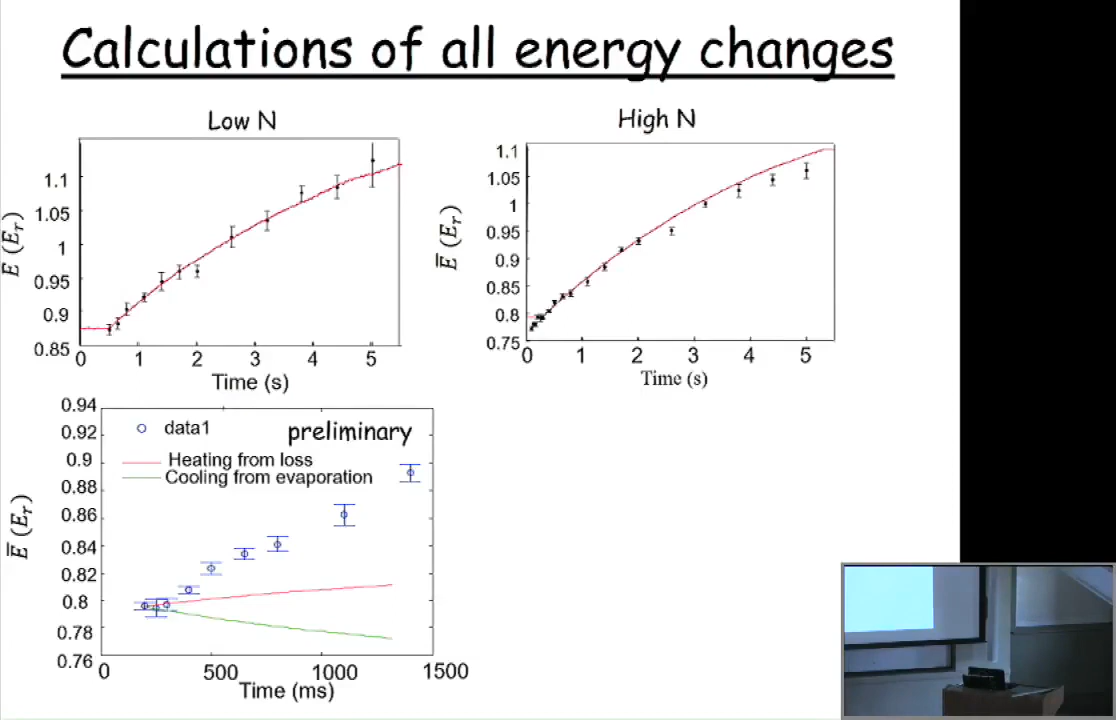 Calculations of all energy changes
Low N
1.1
1.05
1
0.95
0.9
0.85
E̅ (Eᵣ)
0 1 2 3 4 5
Time (s)
High N
1.1
1.05
1
0.95
0.9
0.8
0.75
E̅ (Eᵣ)
0 1 2 3 4 5
Time (s)
0.94
0.92
0.9
0.88
0.86
0.84
0.82
0.8
0.78
0.76
E̅ (Eᵣ)
data1
preliminary
Heating from loss
Cooling from evaporation
0 500 1000 1500
Time (ms)